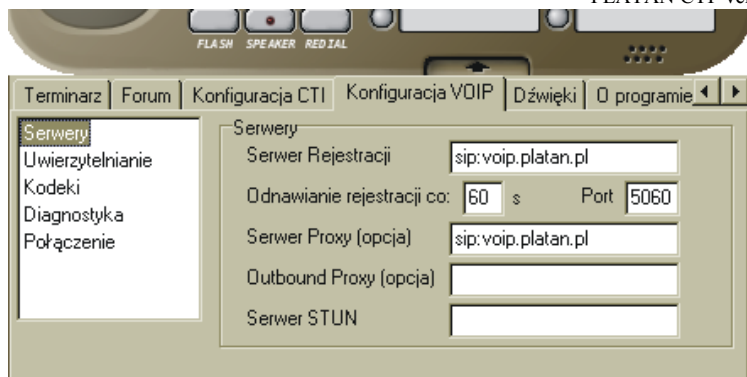 PLATAN CTI
FLASH SPEAKER REDIAL
Terminarz Forum Konfiguracja CTI Konfiguracja VOIP Dźwięki O programie
Serwery
Uwierzytelnianie
Kodeki
Diagnostyka
Połączenie
Serwery
Serwer Rejestracji sip:voip.platan.pl
Odnawianie rejestracji co: 60 s Port 5060
Serwer Proxy (opcja) sip:voip.platan.pl
Outbound Proxy (opcja)
Serwer STUN